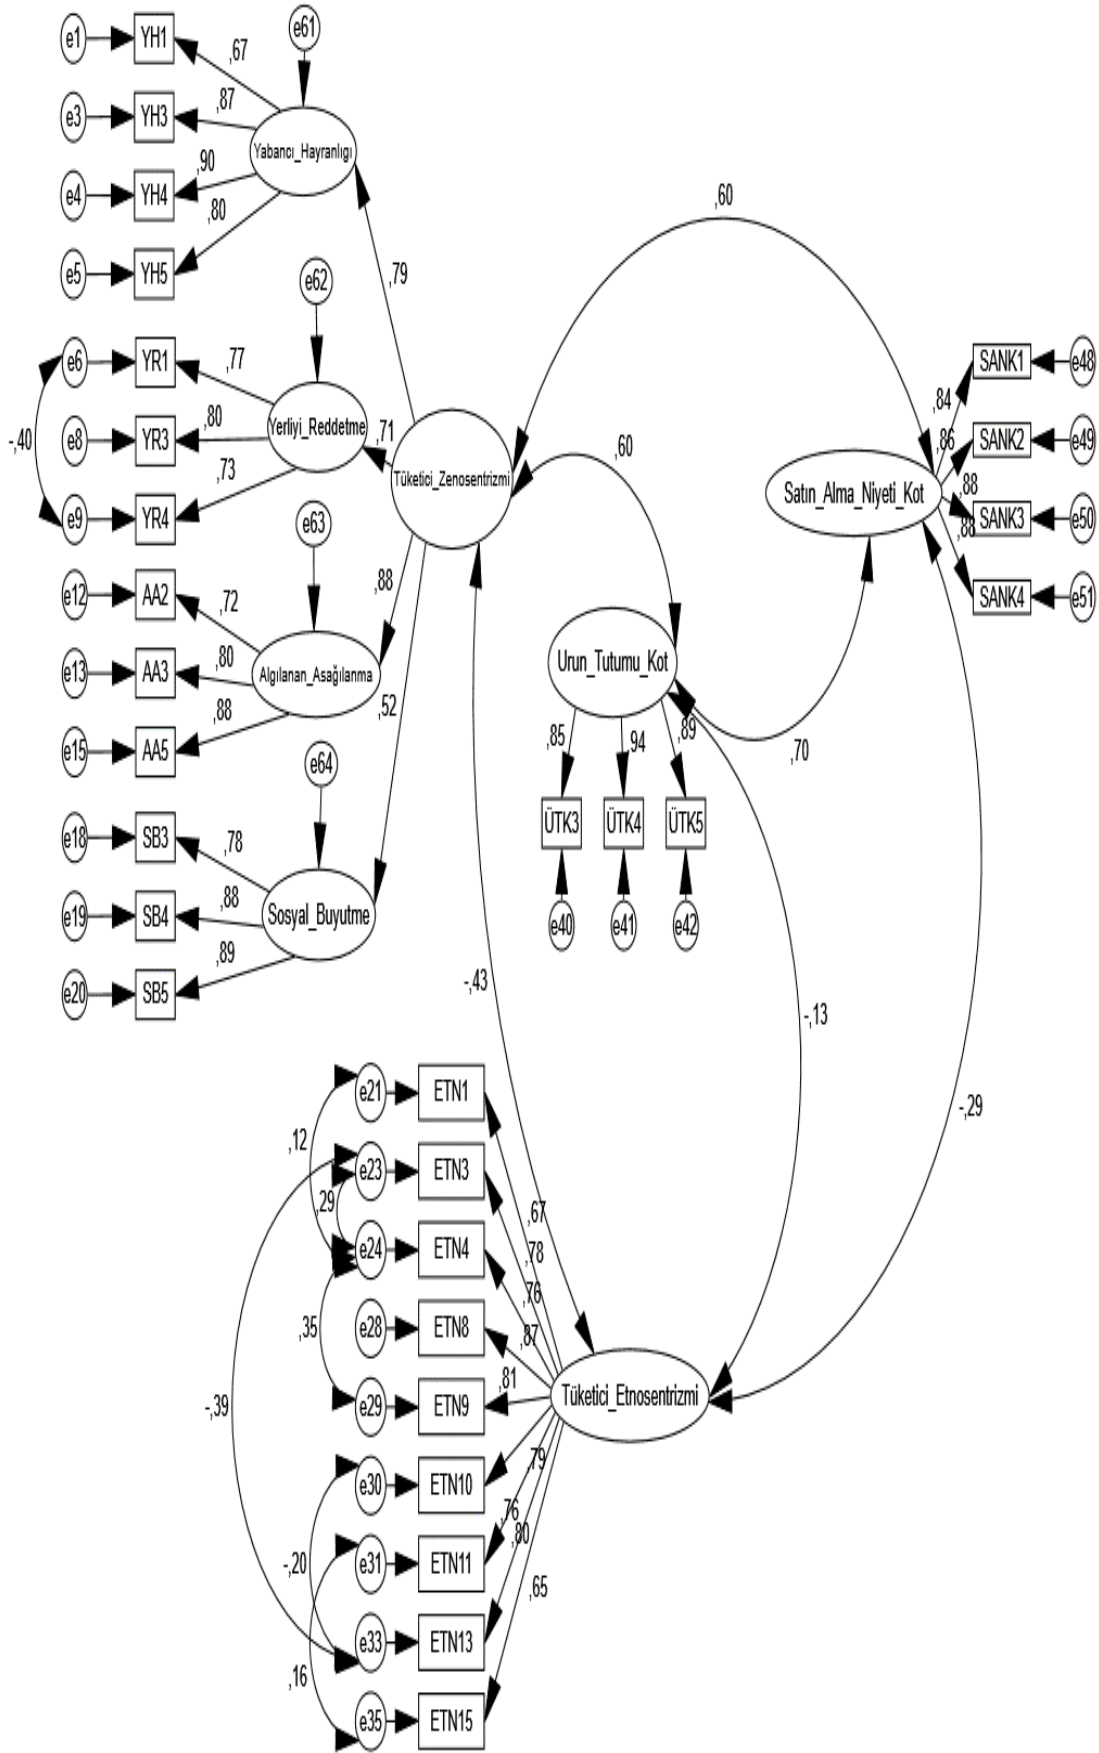 e1
YH1
,67
e61
e3
YH3
,87
Yabancı_Hayranlıgı
e4
YH4
,90
e5
YH5
,80
,79
e62
e6
YR1
,77
-,40
e8
YR3
,80
Yerliyi_Reddetme
,71
e9
YR4
,73
Tüketici_Zenosentrizmi
,60
,60
e63
e12
AA2
,72
,88
e13
AA3
,80
Algılanan_Asağılanma
e15
AA5
,88
,52
e64
e18
SB3
,78
e19
SB4
,88
Sosyal_Buyutme
e20
SB5
,89
Satın_Alma_Niyeti_Kot
,84
SANK1
e48
,86
SANK2
e49
,88
SANK3
e50
,88
SANK4
e51
Urun_Tutumu_Kot
,70
,85
,94
,89
ÜTK3
ÜTK4
ÜTK5
e40
e41
e42
-,43
-,13
-,29
e21
ETN1
,12
e23
ETN3
,67
,29
e24
ETN4
,78
,76
,35
e28
ETN8
,87
-,39
e29
ETN9
,81
Tüketici_Etnosentrizmi
e30
ETN10
,79
-,20
e31
ETN11
,76
,80
e33
ETN13
,65
,16
e35
ETN15